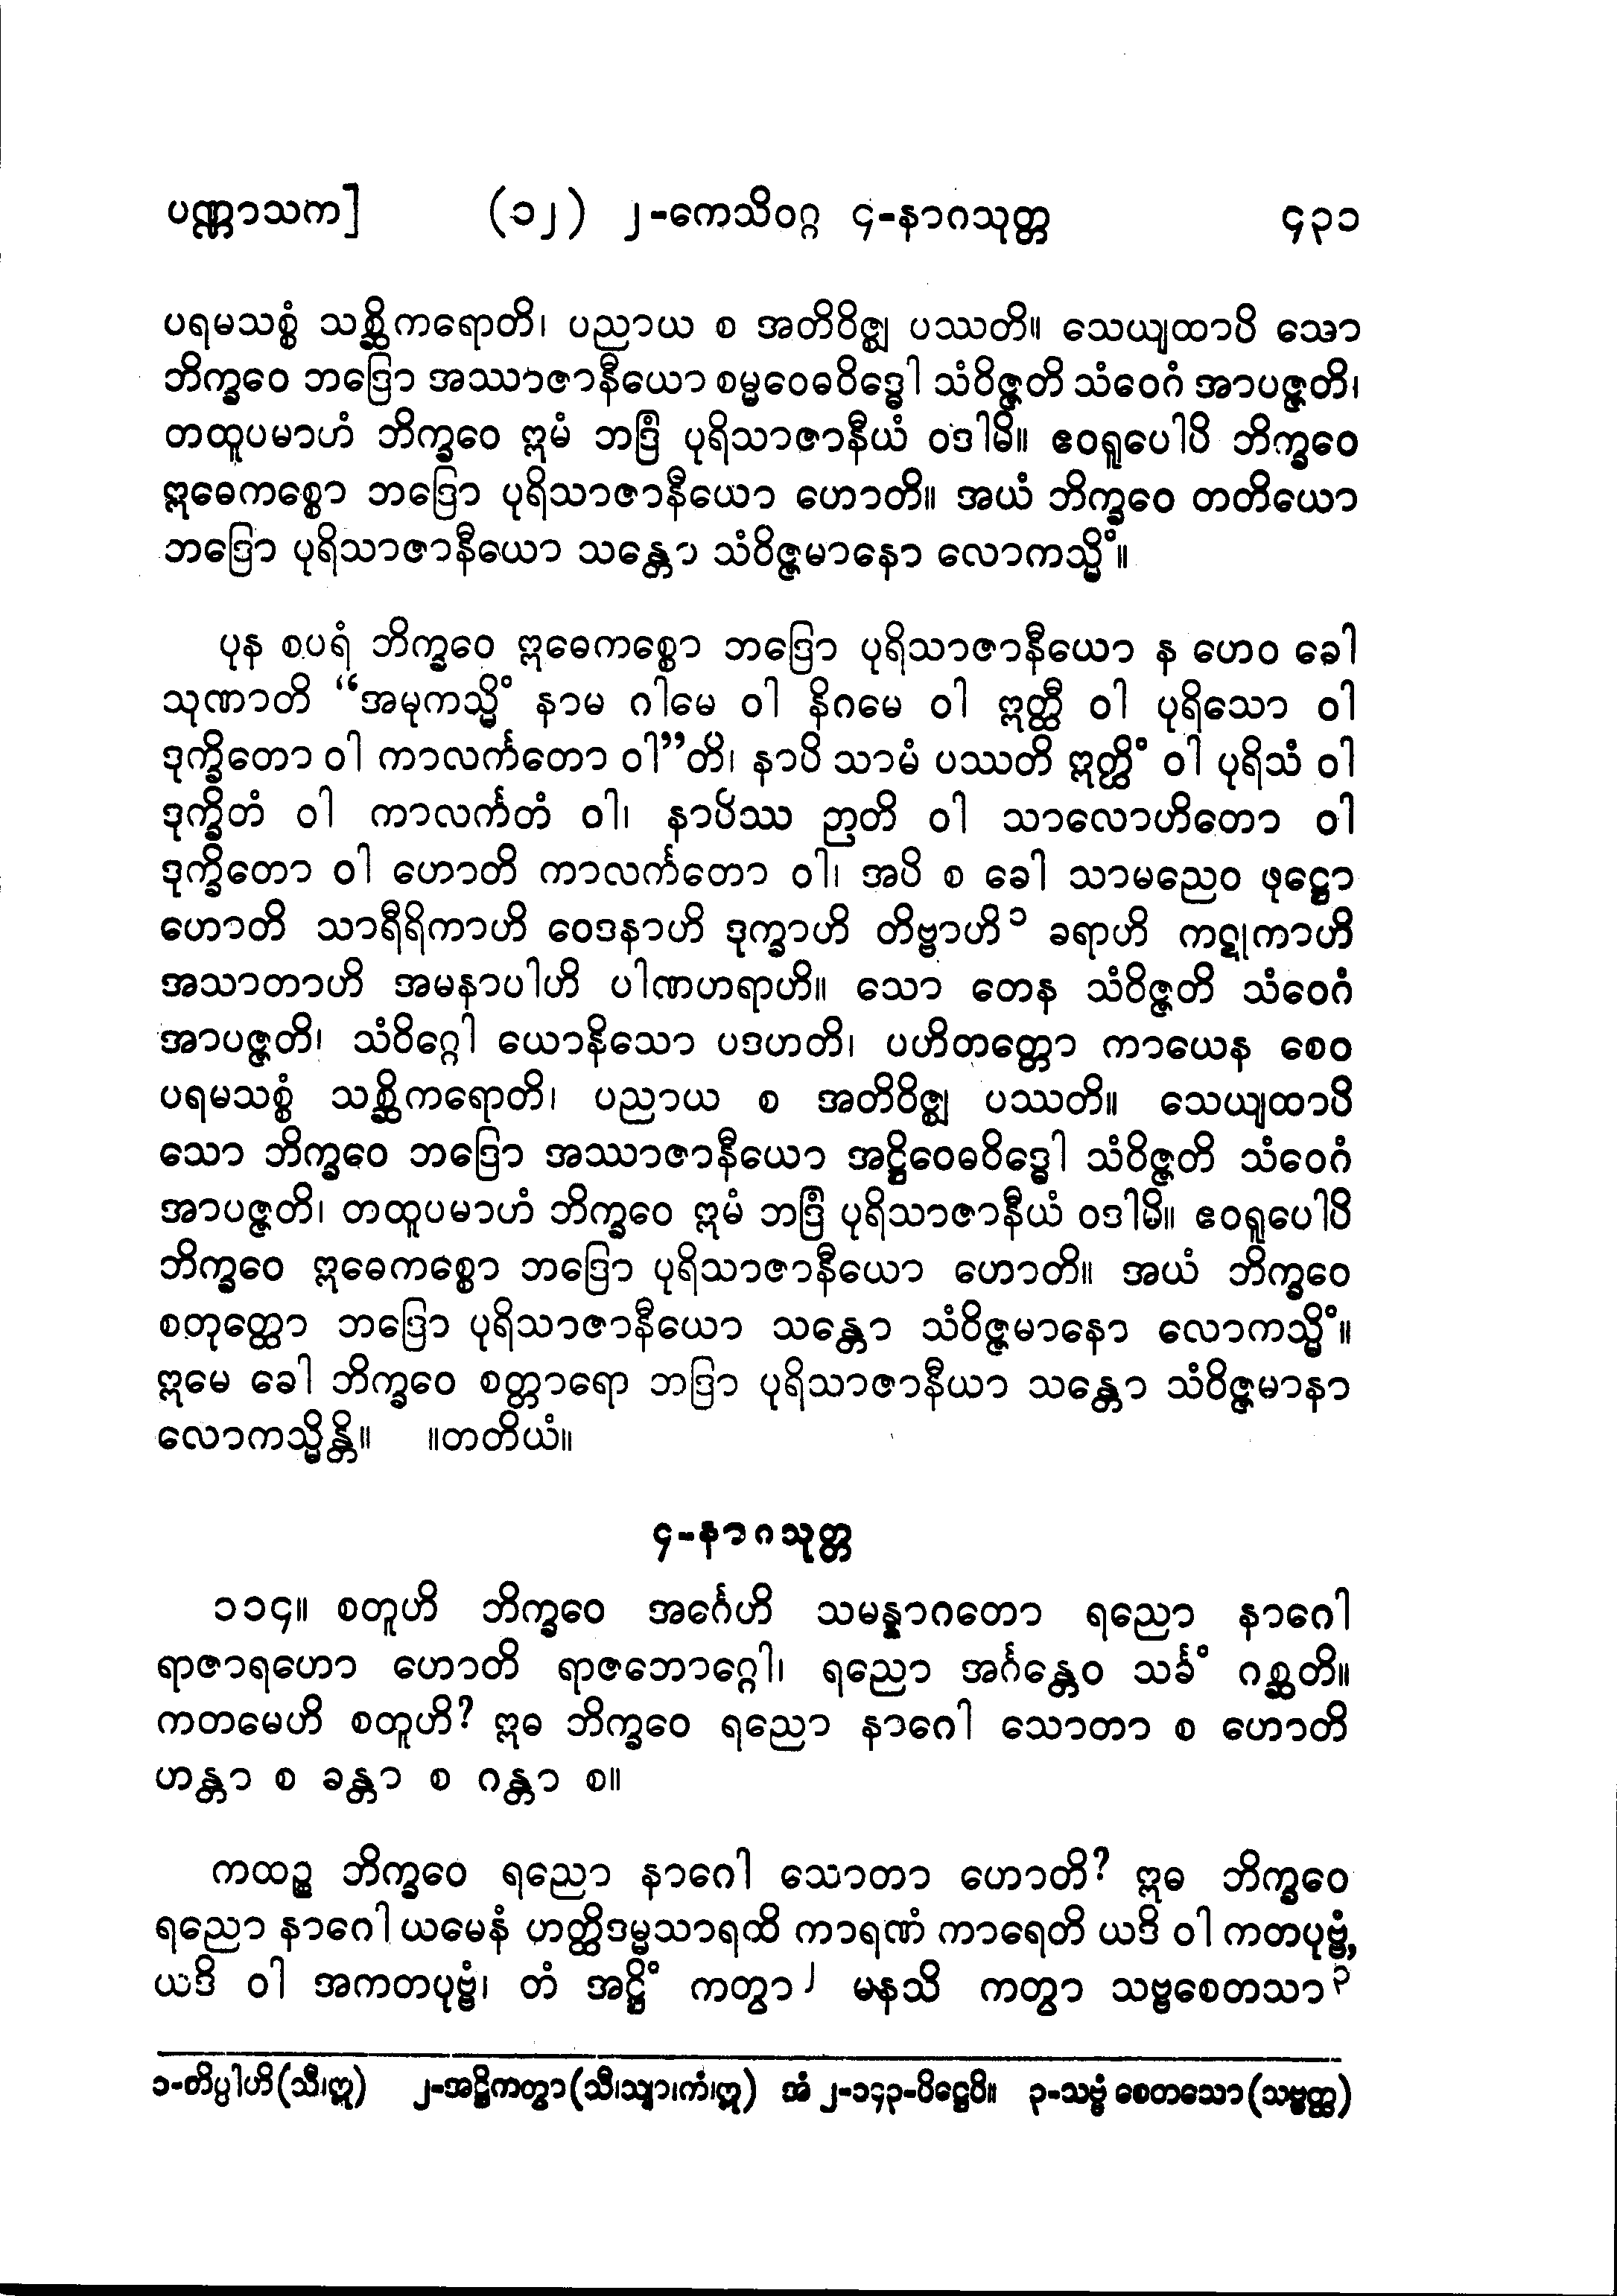 ပဏ္ဏာသက]	(၁၂) ၂-ကေသိဝဂ္ဂ ၄-နာဂသုတ္တ	၄၃၁
ပရမသစ္စံ သစ္ဆိကရောတိ၊ ပညာယ စ အတိဝိဇ္ဈ ပဿတိ။ သေယျထာပိ သော
ဘိက္ခဝေ ဘဒြော အဿာဇာနီယော စမ္မဝေဓဝိဒ္ဓေါ သံဝိဇ္ဇတိ သံဝေဂံ အာပဇ္ဇတိ၊
တထူပမာဟံ ဘိက္ခဝေ ဣမံ ဘဒြံ ပုရိသာဇာနီယံ ဝဒါမိ။ ဧဝရူပေါပိ ဘိက္ခဝေ
ဣဓေကစ္စော ဘဒြော ပုရိသာဇာနီယော ဟောတိ။ အယံ ဘိက္ခဝေ တတိယော
ဘဒြော ပုရိသာဇာနီယော သန္တော သံဝိဇ္ဇမာနော လောကသ္မိံ။
ပုန စပရံ ဘိက္ခဝေ ဣဓေကစ္စော ဘဒြော ပုရိသာဇာနီယော န ဟေဝ ခေါ
သုဏာတိ “အမုကသ္မိံ နာမ ဂါမေ ဝါ နိဂမေ ဝါ ဣတ္ထီ ဝါ ပုရိသော ဝါ
ဒုက္ခိတော ဝါ ကာလင်္ကတော ဝါ”တိ၊ နာပိ သာမံ ပဿတိ ဣတ္ထိံ ဝါ ပုရိသံ ဝါ
ဒုက္ခိတံ ဝါ ကာလင်္ကတံ ဝါ၊ နာပိဿ ဉာတိ ဝါ သာလောဟိတော ဝါ
ဒုက္ခိတော ဝါ ဟောတိ ကာလင်္ကတော ဝါ၊ အပိ စ ခေါ သာမညေဝ ဖုဋ္ဌော
ဟောတိ သာရီရိကာဟိ ဝေဒနာဟိ ဒုက္ခာဟိ တိဗ္ဗာဟိ၁ ခရာဟိ ကဋုကာဟိ
အသာတာဟိ အမနာပါဟိ ပါဏဟရာဟိ။ သော တေန သံဝိဇ္ဇတိ သံဝေဂံ
အာပဇ္ဇတိ၊ သံဝိဂ္ဂေါ ယောနိသော ပဒဟတိ၊ ပဟိတတ္တော ကာယေန စေဝ
ပရမသစ္စံ သစ္ဆိကရောတိ၊ ပညာယ စ အတိဝိဇ္ဈ ပဿတိ။ သေယျထာပိ
သော ဘိက္ခဝေ ဘဒြော အဿာဇာနီယော အဋ္ဌိဝေဓဝိဒ္ဓေါ သံဝိဇ္ဇတိ သံဝေဂံ
အာပဇ္ဇတိ၊ တထူပမာဟံ ဘိက္ခဝေ ဣမံ ဘဒြံ ပုရိသာဇာနီယံ ဝဒါမိ။ ဧဝရူပေါပိ
ဘိက္ခဝေ ဣဓေကစ္စော ဘဒြော ပုရိသာဇာနီယော ဟောတိ။ အယံ ဘိက္ခဝေ
စတုတ္ထော ဘဒြော ပုရိသာဇာနီယော သန္တော သံဝိဇ္ဇမာနော လောကသ္မိံ။
ဣမေ ခေါ ဘိက္ခဝေ စတ္တာရော ဘဒြာ ပုရိသာဇာနီယာ သန္တော သံဝိဇ္ဇမာနာ
လောကသ္မိန္တိ။ ။တတိယံ။
၄-နာဂသုတ္တ
၁၁၄။ စတူဟိ ဘိက္ခဝေ အင်္ဂေဟိ သမန္နာဂတော ရညော နာဂေါ
ရာဇာရဟော ဟောတိ ရာဇဘောဂ္ဂေါ၊ ရညော အင်္ဂန္တေဝ သင်္ခံ ဂစ္ဆတိ။
ကတမေဟိ စတူဟိ? ဣဓ ဘိက္ခဝေ ရညော နာဂေါ သောတာ စ ဟောတိ
ဟန္တာ စ ခန္တာ စ ဂန္တာ စ။
ကထဉ္စ ဘိက္ခဝေ ရညော နာဂေါ သောတာ ဟောတိ? ဣဓ ဘိက္ခဝေ
ရညော နာဂေါ ယမေနံ ဟတ္ထိဒမ္မသာရထိ ကာရဏံ ကာရေတိ ယဒိ ဝါ ကတပုဗ္ဗံ,
ယဒိ ဝါ အကတပုဗ္ဗံ၊ တံ အဋ္ဌိံ ကတွာ၂ မနသိ ကတွာ သဗ္ဗစေတသာ၃
၁-တိပ္ပါဟိ(သီ၊ဣ) ၂-အဋ္ဌိကတွာ(သီ၊သျာ၊ကံ၊ဣ) အံ ၂-၁၄၃-ပိဋ္ဌေပိ။ ၃-သဗ္ဗံ စေတသော(သဗ္ဗတ္ထ)